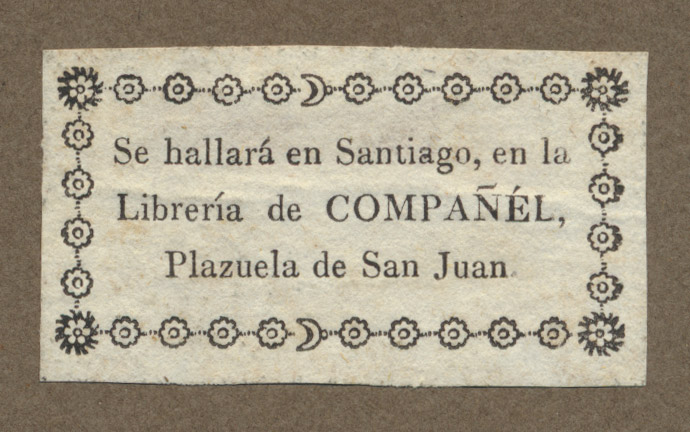 Se hallará en Santiago, en la
Librería de COMPAÑÉL,
Plazuela de San Juan